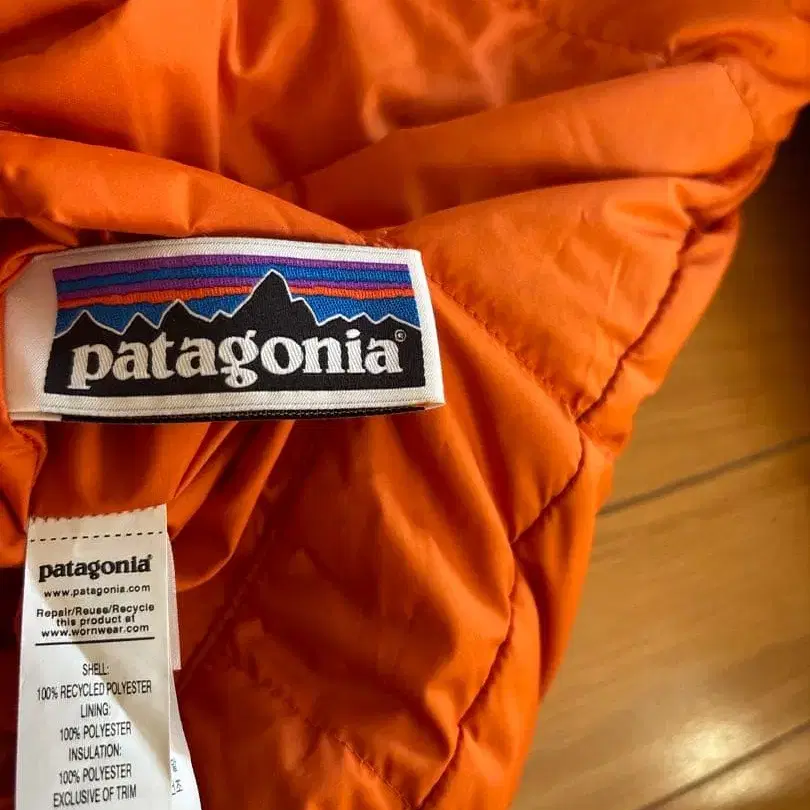 patagonia®
patagonia®
www.patagonia.com
Repair/Reuse/Recycle
this product at
www.wornwear.com
SHELL:
100% RECYCLED POLYESTER
LINING:
100% POLYESTER
INSULATION:
100% POLYESTER
EXCLUSIVE OF TRIM